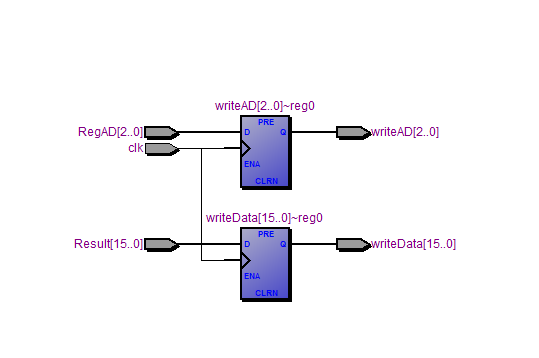 writeAD[2..0]~reg0
PRE
RegAD[2..0]
D
Q
writeAD[2..0]
clk
ENA
CLRN
writeData[15..0]~reg0
PRE
Result[15..0]
D
Q
writeData[15..0]
ENA
CLRN